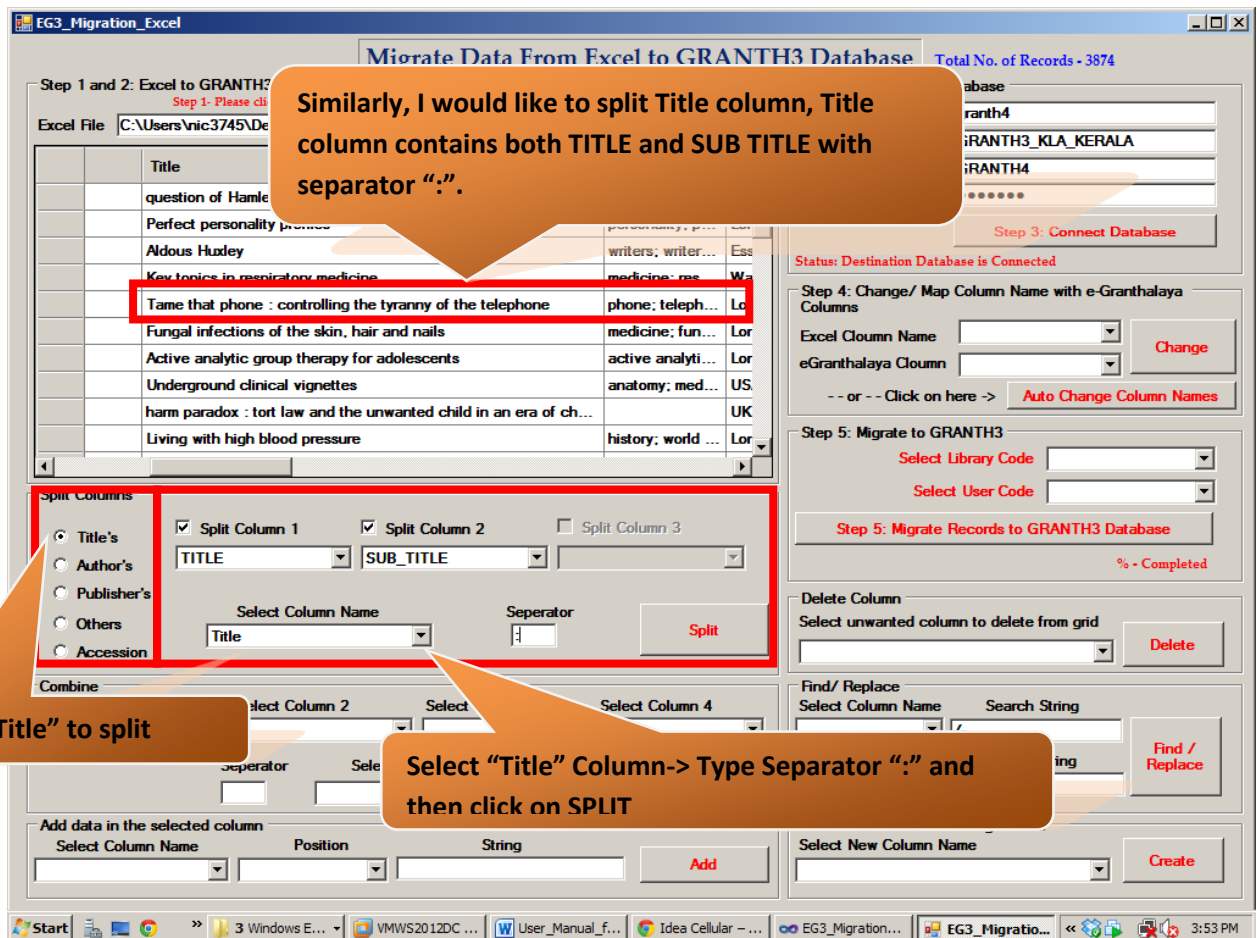 EG3_Migration_Excel
Migrate Data From Excel to GRANTH3 Database
Total No. of Records - 3874
Step 1 and 2: Excel to GRANTH3
Step 1- Please
Excel File C:\Users\nic3745\De
Similarly, I would like to split Title column, Title
column contains both TITLE and SUB TITLE with
separator “:”.
Title
question of Hamle
Perfect personality profiles personality; p...
Aldous Huxley writers; writer... Ess
Key topics in respiratory medicine medicine; res... Wa
Tame that phone : controlling the tyranny of the telephone phone; teleph... Lo
Fungal infections of the skin, hair and nails medicine; fun... Lor
Active analytic group therapy for adolescents active analyti... Lor
Underground clinical vignettes anatomy; med... US.
harm paradox : tort law and the unwanted child in an era of ch... UK
Living with high blood pressure history; world ... Lor
abase
ranth4
GRANTH3_KLA_KERALA
GRANTH4
Step 3: Connect Database
Status: Destination Database is Connected
Step 4: Change/ Map Column Name with e-Granthalaya
Columns
Excel Cloumn Name
Change
eGranthalaya Cloumn
- - or - - Click on here -> Auto Change Column Names
Step 5: Migrate to GRANTH3
Select Library Code
Select User Code
Step 5: Migrate Records to GRANTH3 Database
% - Completed
Split Columns
Title's
Author's
Publisher's
Others
Accession
Split Column 1 Split Column 2 Split Column 3
TITLE SUB_TITLE
Select Column Name Seperator
Title :
Split
Delete Column
Select unwanted column to delete from grid
Delete
Combine
elect Column 2 Select Select Column 4
Title” to split
Seperator Sele
Select “Title” Column-> Type Separator “:” and
then click on SPLIT
Find/ Replace
Select Column Name Search String
/
ing
Find /
Replace
Add data in the selected column
Select Column Name Position String
Add
Select New Column Name
Create
Start » 3 Windows E... VMWS2012DC ... User_Manual_f... Idea Cellular – ... EG3_Migration... EG3_Migratio... « 3:53 PM